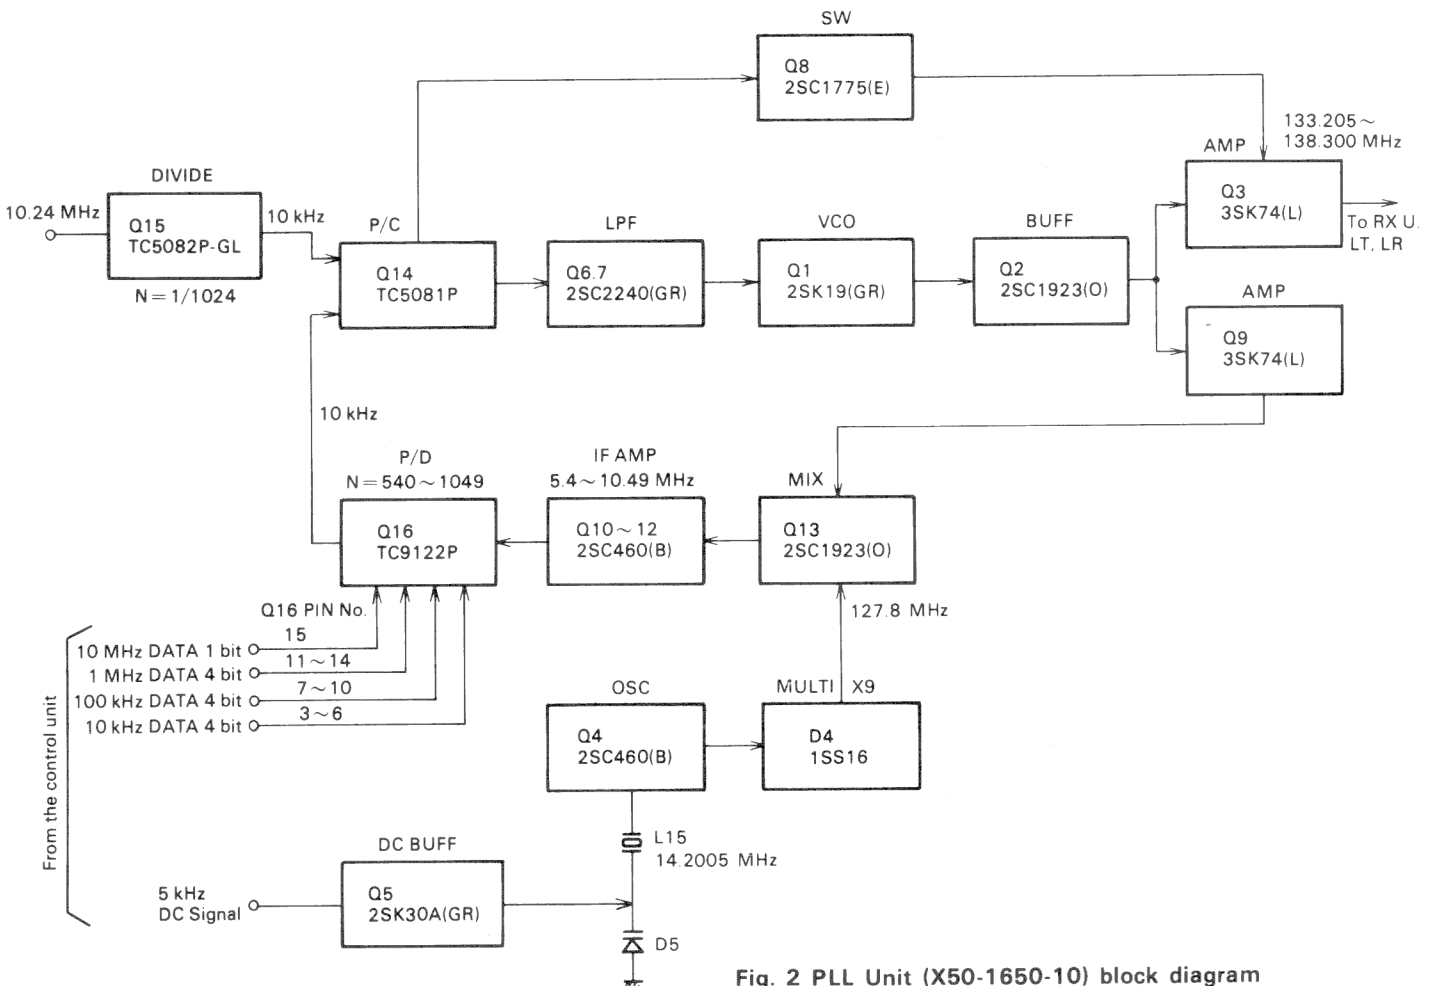 SW
Q8
2SC1775(E)
133.205～
138.300 MHz
AMP
Q3
3SK74(L)
To RX U.
LT, LR
DIVIDE
10.24 MHz
Q15
TC5082P-GL
N=1/1024
10 kHz
P/C
Q14
TC5081P
LPF
Q6.7
2SC2240(GR)
VCO
Q1
2SK19(GR)
BUFF
Q2
2SC1923(O)
AMP
Q9
3SK74(L)
10 kHz
P/D
N=540～1049
Q16
TC9122P
IF AMP
5.4～10.49 MHz
Q10～12
2SC460(B)
MIX
Q13
2SC1923(O)
127.8 MHz
Q16 PIN No.
15
10 MHz DATA 1 bit
11～14
1 MHz DATA 4 bit
7～10
100 kHz DATA 4 bit
3～6
10 kHz DATA 4 bit
From the control unit
OSC
Q4
2SC460(B)
MULTI X9
D4
1SS16
L15
14.2005 MHz
DC BUFF
5 kHz
DC Signal
Q5
2SK30A(GR)
D5
Fig. 2 PLL Unit (X50-1650-10) block diagram